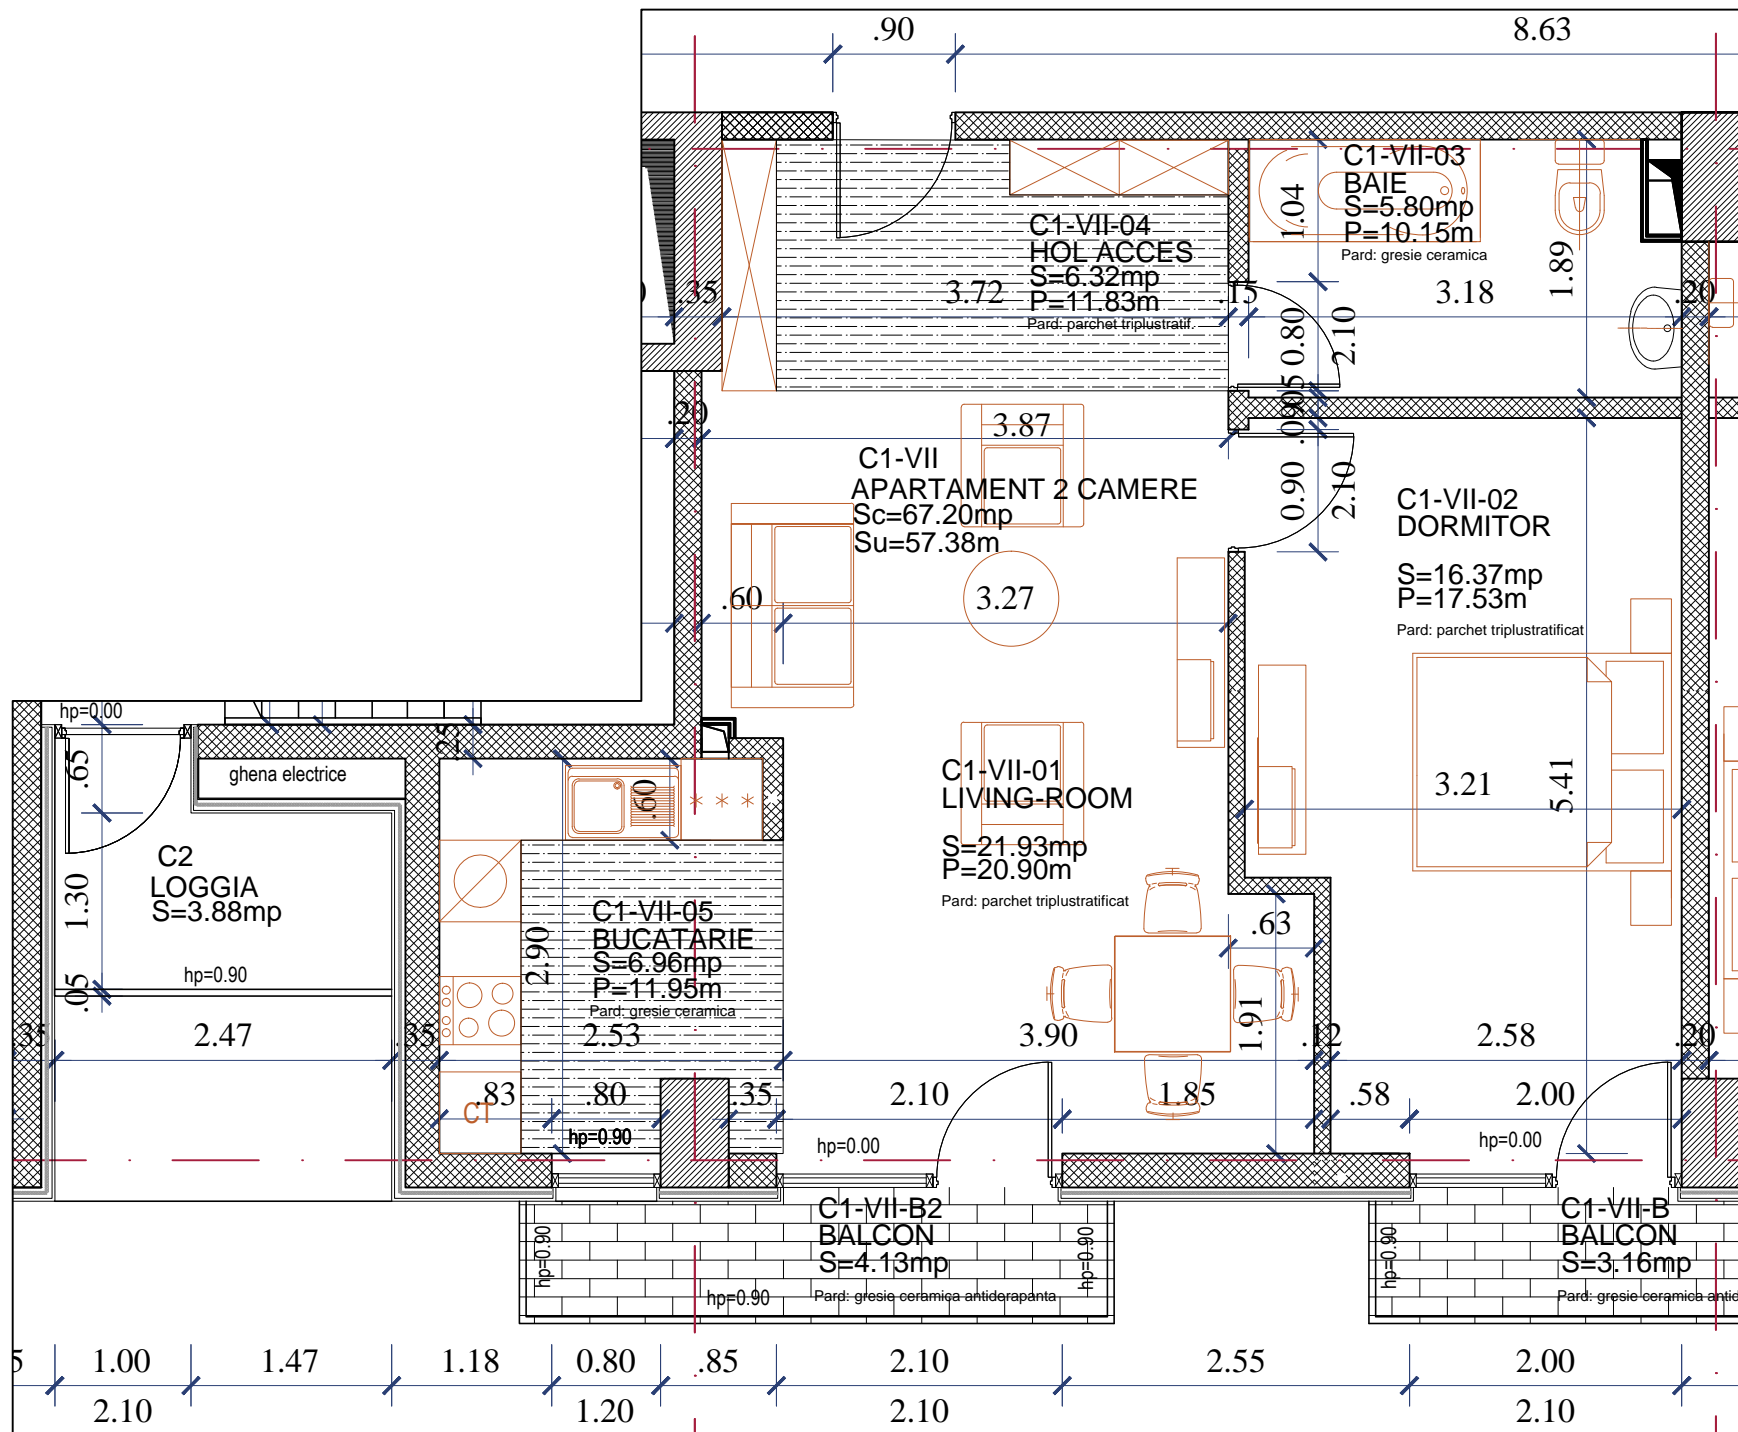 .90
8.63
C1-VII-03
BAIE
S=5.80mp
P=10.15m
Pard: gresie ceramica
1.04
1.89
C1-VII-04
HOL ACCES
S=6.32mp
P=11.83m
Pard: parchet triplustratif.
.35
3.72
.15
3.18
.20
0.80
2.10
.05
.09
.20
3.87
C1-VII
APARTAMENT 2 CAMERE
Sc=67.20mp
Su=57.38m
0.90
2.10
C1-VII-02
DORMITOR
S=16.37mp
P=17.53m
Pard: parchet triplustratificat
.60
3.27
hp=0.00
.65
ghena electrice
.25
.60
* * *
C1-VII-01
LIVING-ROOM
S=21.93mp
P=20.90m
Pard: parchet triplustratificat
3.21
5.41
C2
LOGGIA
S=3.88mp
1.30
hp=0.90
.05
C1-VII-05
BUCATARIE
S=6.96mp
P=11.95m
Pard: gresie ceramica
2.90
.63
1.91
.35
2.47
.35
2.53
3.90
.12
2.58
.20
CT
.83
.80
.35
2.10
1.85
.58
2.00
hp=0.90
hp=0.00
hp=0.00
C1-VII-B2
BALCON
S=4.13mp
Pard: gresie ceramica antiderapanta
hp=0.90
hp=0.90
hp=0.90
C1-VII-B
BALCON
S=3.16mp
Pard: gresie ceramica antid
hp=0.90
5
1.00
1.47
1.18
0.80
.85
2.10
2.55
2.00
2.10
1.20
2.10
2.10